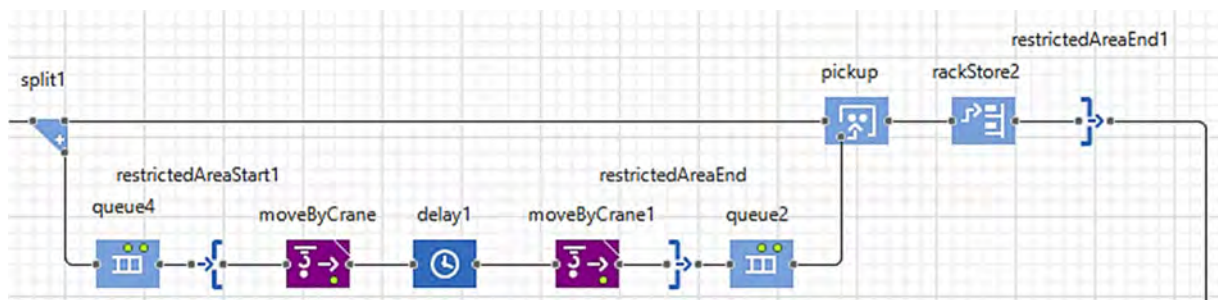 restrictedAreaEnd1
split1
pickup
rackStore2
restrictedAreaStart1
restrictedAreaEnd
queue4
moveByCrane
delay1
moveByCrane1
queue2